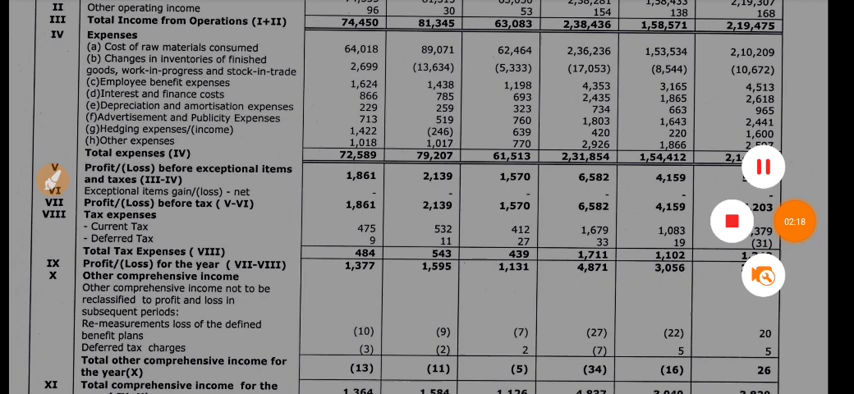 II Other operating income 96 30 53 154 138 168
III Total Income from Operations (I+II) 74,450 81,345 63,083 2,38,436 1,58,571 2,19,475
IV Expenses
(a) Cost of raw materials consumed 64,018 89,071 62,464 2,36,236 1,53,534 2,10,209
(b) Changes in inventories of finished
goods, work-in-progress and stock-in-trade 2,699 (13,634) (5,333) (17,053) (8,544) (10,672)
(c)Employee benefit expenses 1,624 1,438 1,198 4,353 3,165 4,513
(d)Interest and finance costs 866 785 693 2,435 1,865 2,618
(e)Depreciation and amortisation expenses 229 259 323 734 663 965
(f)Advertisement and Publicity Expenses 713 519 760 1,803 1,643 2,441
(g)Hedging expenses/(income) 1,422 (246) 639 420 220 1,600
(h)Other expenses 1,018 1,017 770 2,926 1,866
Total expenses (IV) 72,589 79,207 61,513 2,31,854 1,54,412
V Profit/(Loss) before exceptional items
and taxes (III-IV) 1,861 2,139 1,570 6,582 4,159
VI Exceptional items gain/(loss) - net - - - - -
VII Profit/(Loss) before tax ( V-VI) 1,861 2,139 1,570 6,582 4,159
VIII Tax expenses
- Current Tax 475 532 412 1,679 1,083
- Deferred Tax 9 11 27 33 19 (31)
Total Tax Expenses ( VIII) 484 543 439 1,711 1,102
IX Profit/(Loss) for the year ( VII-VIII) 1,377 1,595 1,131 4,871 3,056
X Other comprehensive income
Other comprehensive income not to be
reclassified to profit and loss in
subsequent periods:
Re-measurements loss of the defined
benefit plans (10) (9) (7) (27) (22) 20
Deferred tax charges (3) (2) 2 (7) 5 5
Total other comprehensive income for
the year(X) (13) (11) (5) (34) (16) 26
XI Total comprehensive income for the
02:18